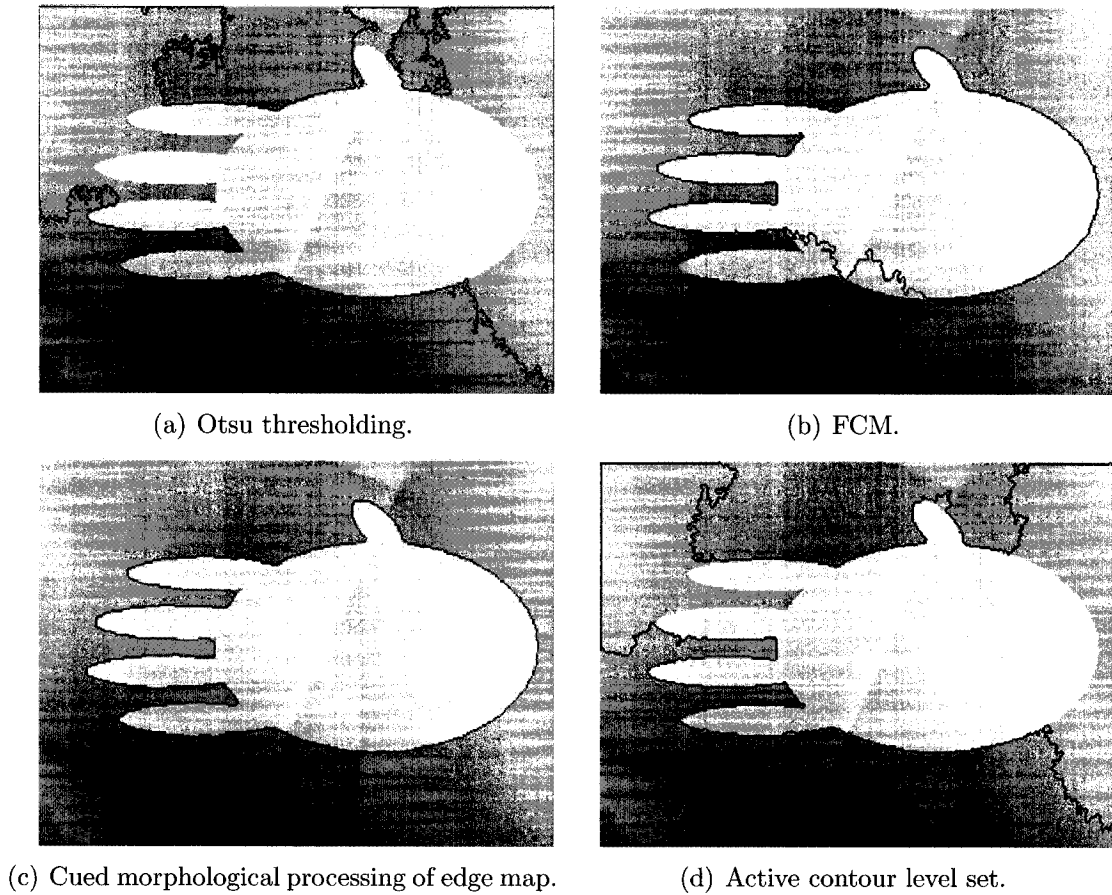 (a) Otsu thresholding.
(b) FCM.
(c) Cued morphological processing of edge map.
(d) Active contour level set.